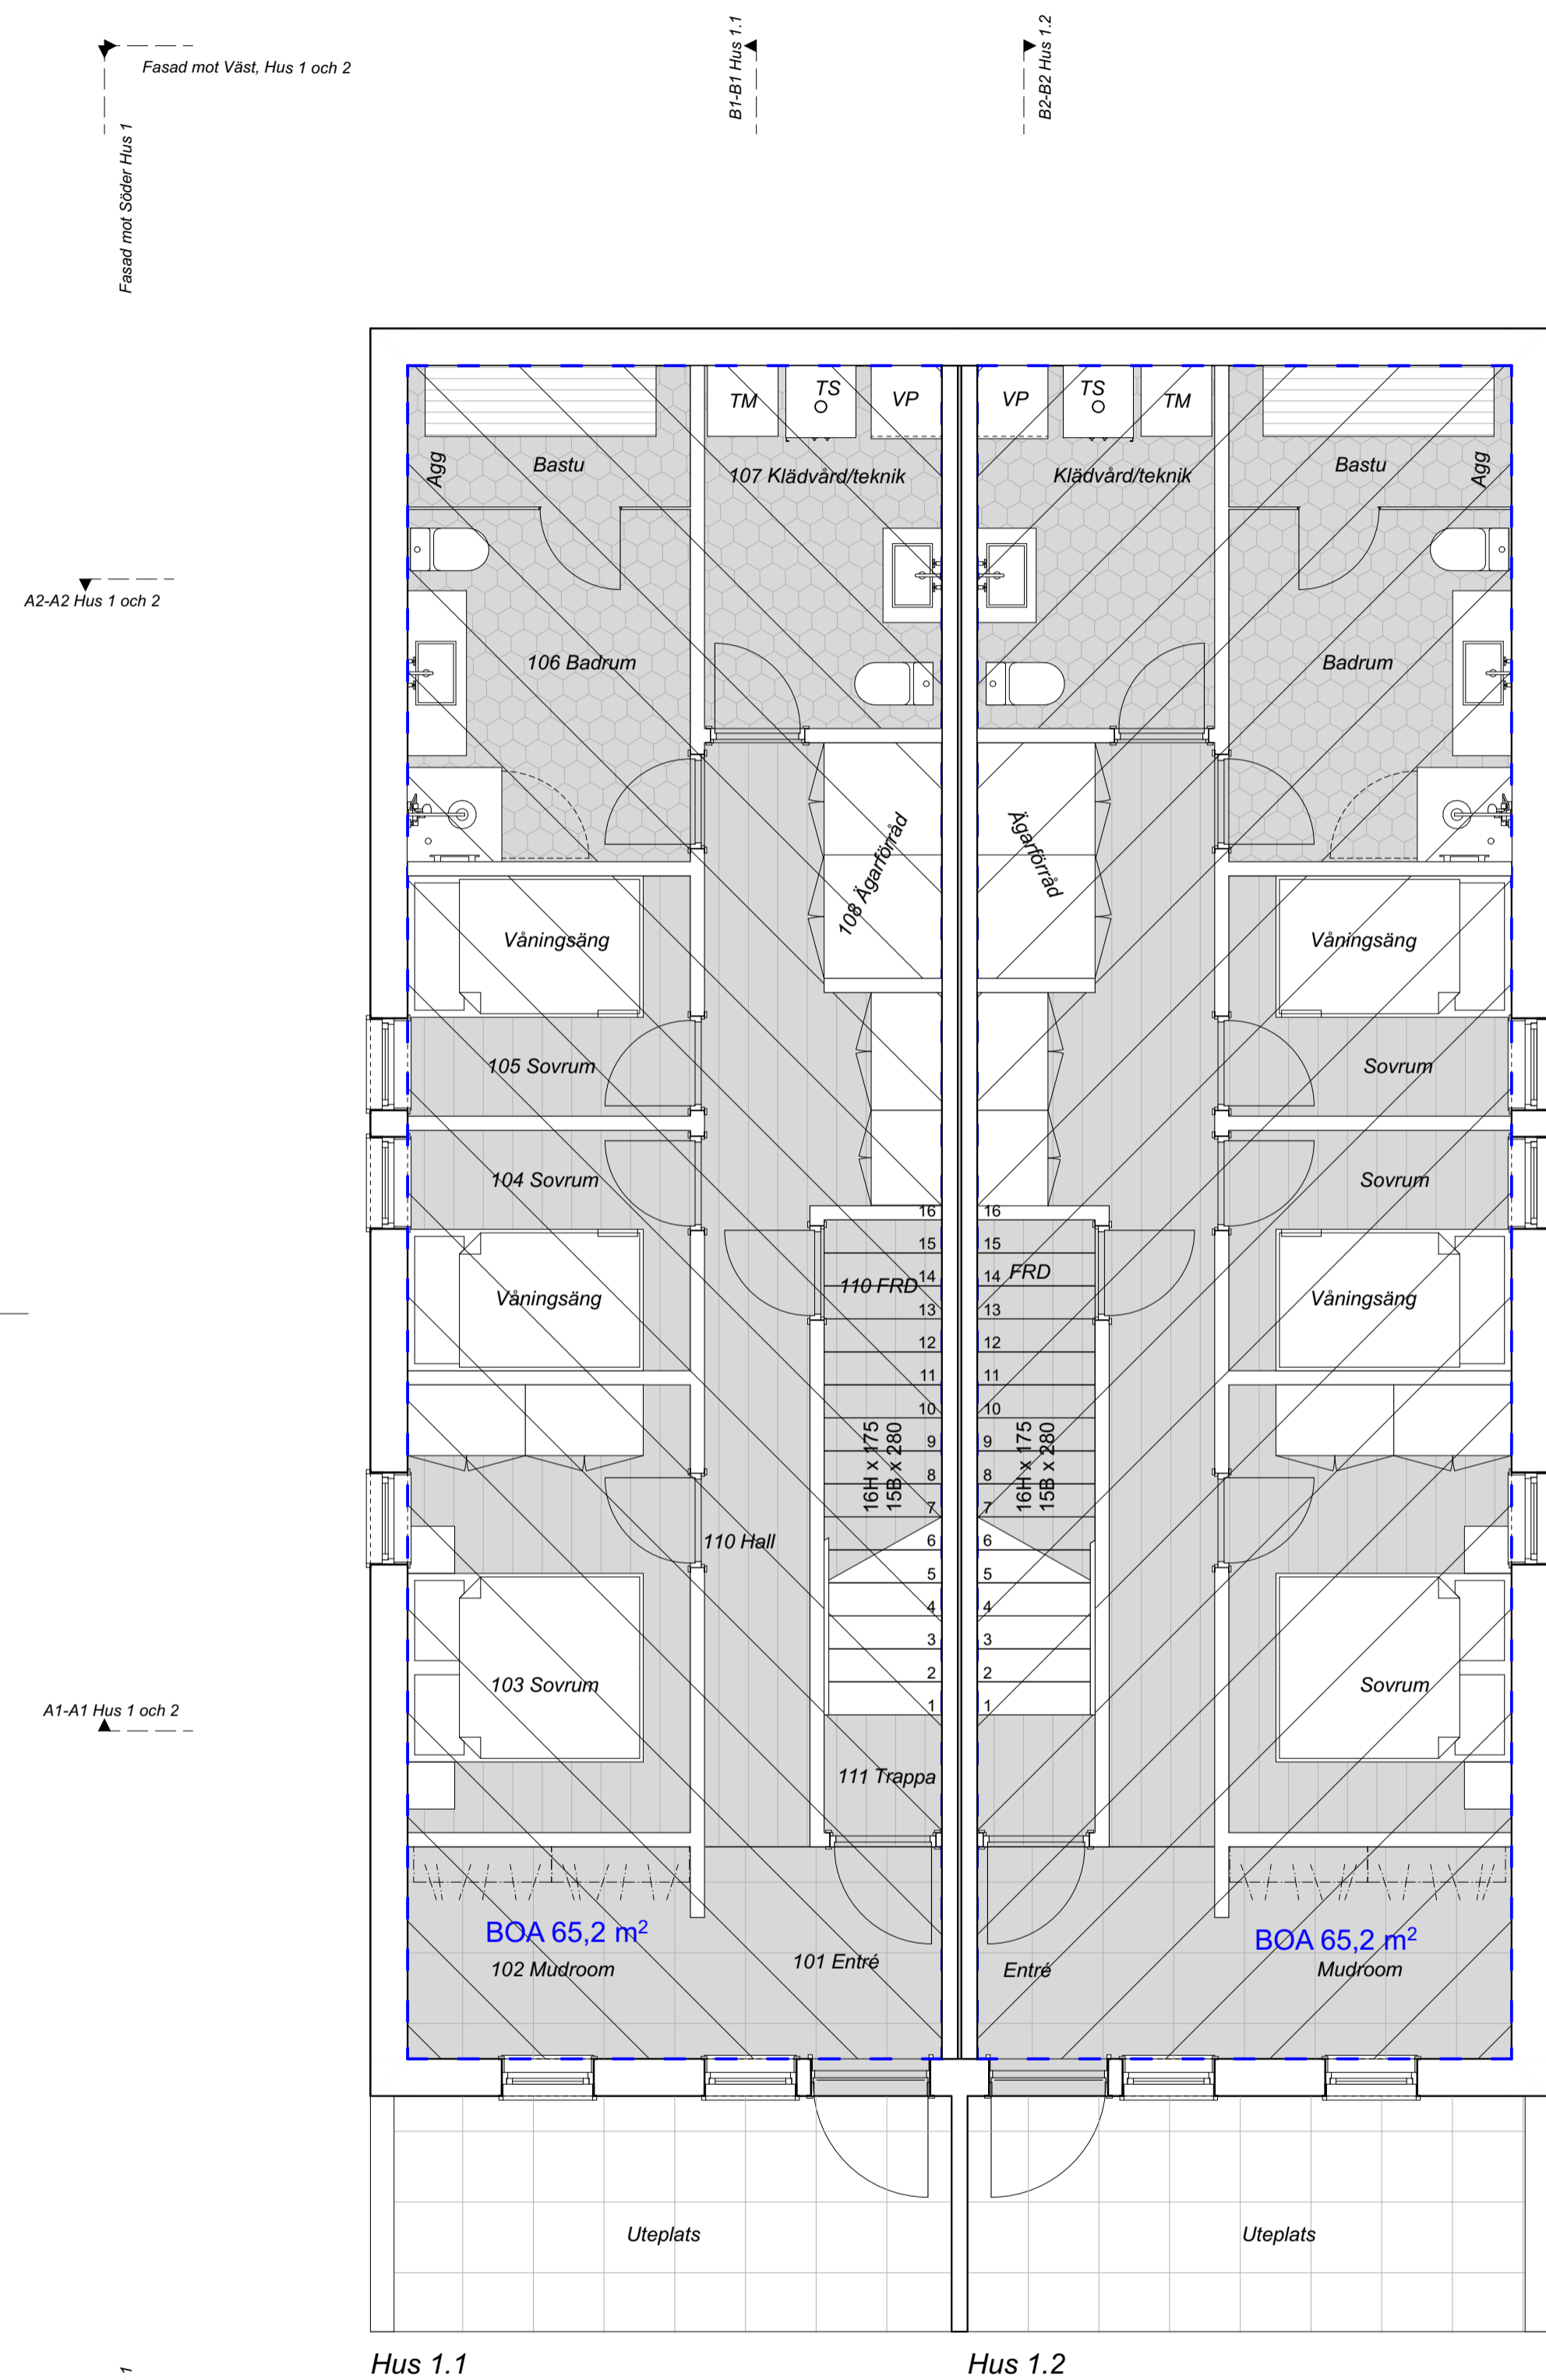 B1-B1 Hus 1.1
B2-B2 Hus 1.2
Fasad mot Väst, Hus 1 och 2
Fasad mot Söder Hus 1
TM
TS
VP
VP
TS
TM
Agg
Bastu
107 Klädvård/teknik
Klädvård/teknik
Bastu
Agg
A2-A2 Hus 1 och 2
106 Badrum
Badrum
108 Ägarförråd
Ägarförråd
Våningsäng
Våningsäng
105 Sovrum
Sovrum
104 Sovrum
Sovrum
16 16
15 15
110 FRD 14 14 FRD
Våningsäng
Våningsäng
13 13
12 12
11 11
10 10
9 9
8 8
7 7
16H x 175
15B x 280
16H x 175
15B x 280
110 Hall
6 6
5 5
4 4
3 3
2 2
1 1
103 Sovrum
Sovrum
A1-A1 Hus 1 och 2
111 Trappa
BOA 65,2 m²
BOA 65,2 m²
102 Mudroom
101 Entré
Entré
Mudroom
Uteplats
Uteplats
Hus 1.1
Hus 1.2
1